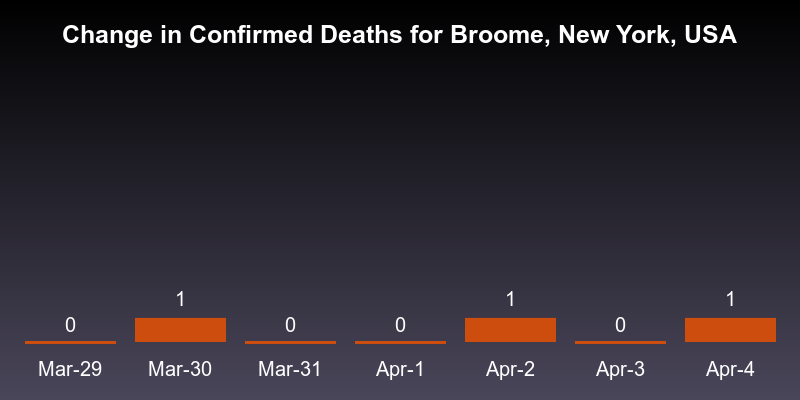 Change in Confirmed Deaths for Broome, New York, USA
1 1 1
0 0 0 0
Mar-29 Mar-30 Mar-31 Apr-1 Apr-2 Apr-3 Apr-4